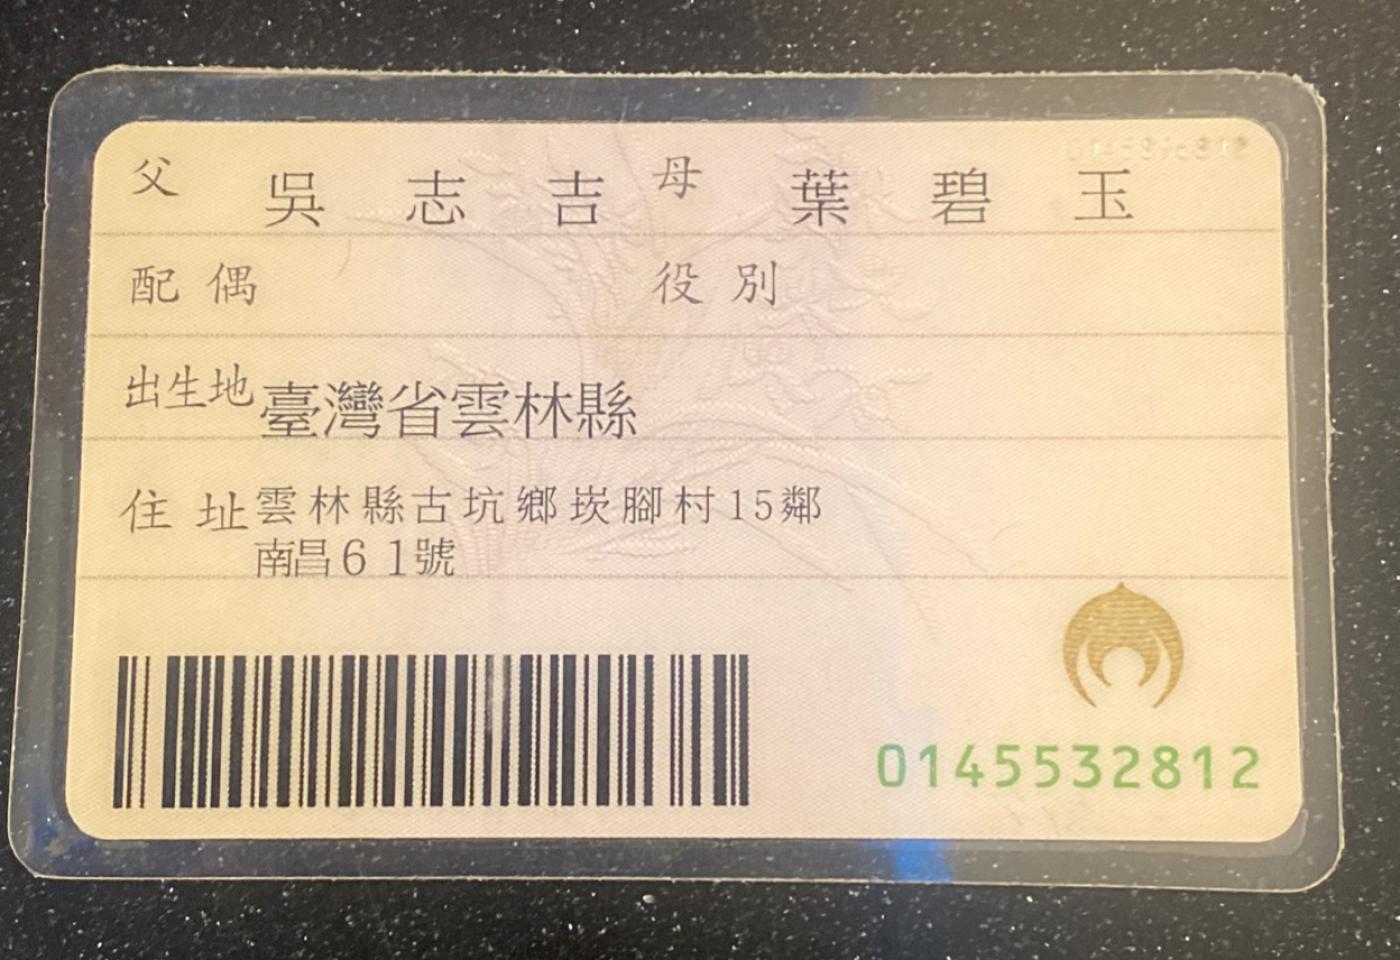 父 吳志吉 母 葉碧玉
配偶 役別
出生地 臺灣省雲林縣
住址 雲林縣古坑鄉崁腳村15鄰
南昌61號
0145532812